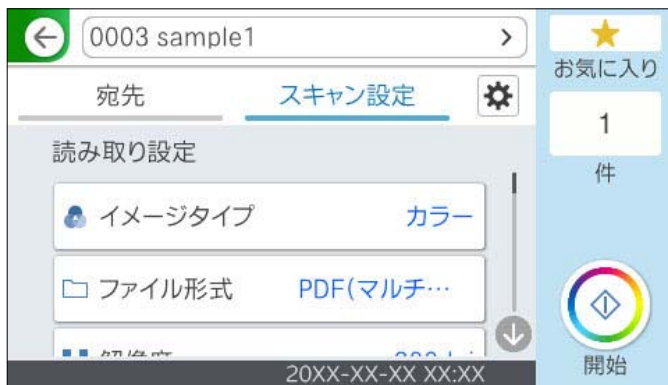 0003 sample1
お気に入り
宛先
スキャン設定
1
件
読み取り設定
イメージタイプ カラー
ファイル形式 PDF(マルチ…
20XX-XX-XX XX:XX
開始